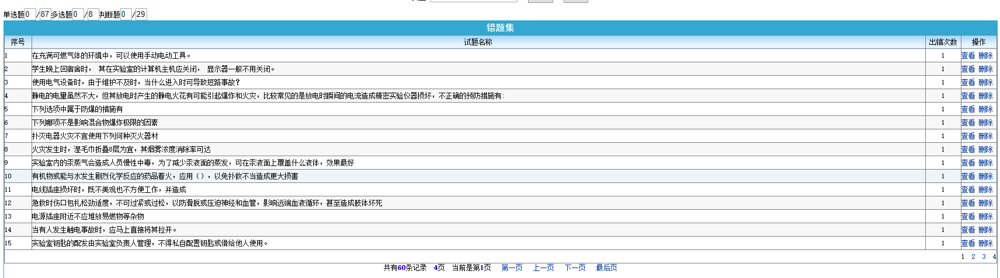 单选题0/87多选题0/8判断题0/29
错题集
序号 试题名称 出错次数 操作
1 在充满可燃气体的环境中，可以使用手动电动工具。 1 查看 删除
2 学生晚上回宿舍时， 其在实验室的计算机主机应关闭， 显示器一般不用关闭。 1 查看 删除
3 使用电气设备时，由于维护不及时，当什么进入时可导致短路事故？ 1 查看 删除
4 静电的电量虽然不大，但其放电时产生的静电火花有可能引起爆炸和火灾，比较常见的是放电时瞬间的电流造成精密实验仪器损坏，不正确的预防措施有: 1 查看 删除
5 下列选项中属于防爆的措施有 1 查看 删除
6 下列哪项不是影响混合物爆炸极限的因素 1 查看 删除
7 扑灭电器火灾不宜使用下列何种灭火器材 1 查看 删除
8 火灾发生时，湿毛巾折叠8层为宜，其烟雾浓度消除率可达 1 查看 删除
9 实验室内的汞蒸气会造成人员慢性中毒，为了减少汞液面的蒸发，可在汞液面上覆盖什么液体，效果最好 1 查看 删除
10 有机物或能与水发生剧烈化学反应的药品着火，应用（），以免扑救不当造成更大损害 1 查看 删除
11 电线插座损坏时，既不美观也不方便工作，并造成 1 查看 删除
12 急救时伤口包扎松劲适度，不可过紧或过松，以防滑脱或压迫神经和血管，影响远端血液循环，甚至造成肢体坏死 1 查看 删除
13 电源插座附近不应堆放易燃物等杂物 1 查看 删除
14 当有人发生触电事故时，应马上直接将其拉开。 1 查看 删除
15 实验室钥匙的配发由实验室负责人管理，不得私自配置钥匙或借给他人使用。 1 查看 删除
1 2 3 4
共有60条记录 4页 当前是第1页 第一页 上一页 下一页 最后页